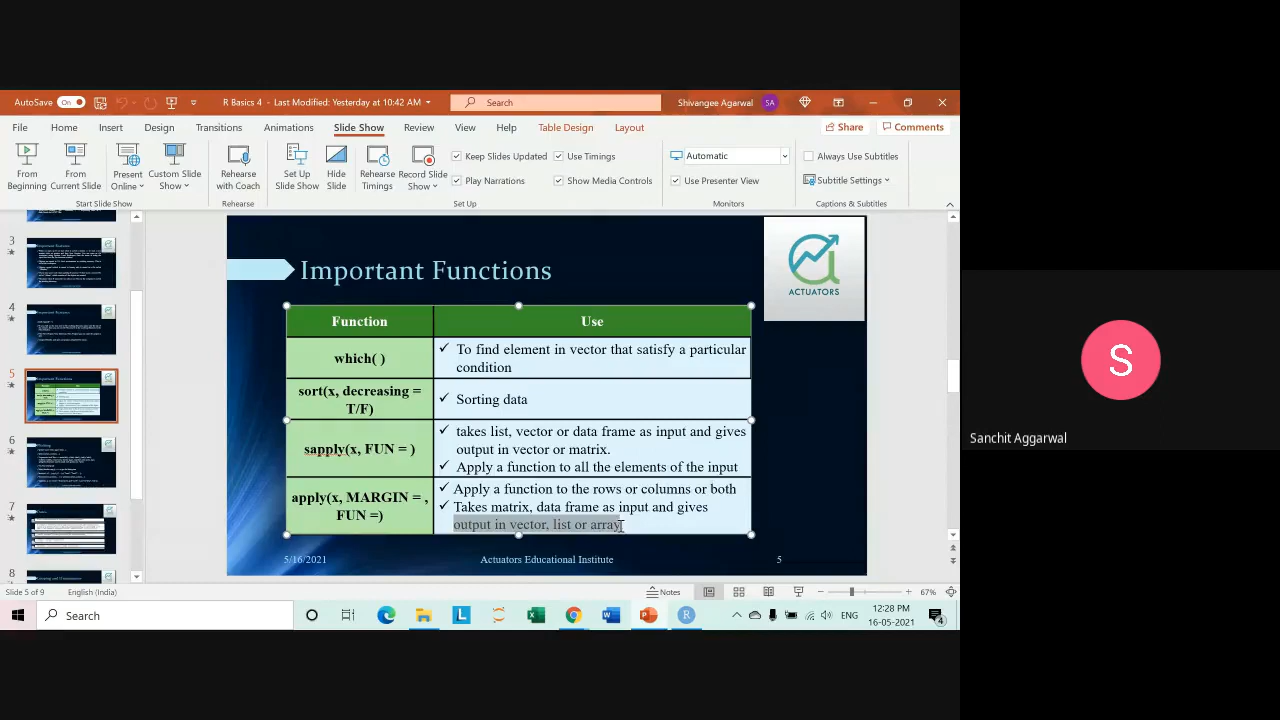 AutoSave On R Basics 4 - Last Modified: Yesterday at 10:42 AM Search Shivangee Agarwal SA
File Home Insert Design Transitions Animations Slide Show Review View Help Table Design Layout Share Comments
From Beginning
From Current Slide
Present Online
Custom Slide Show
Start Slide Show
Rehearse with Coach
Rehearse
Set Up Slide Show
Hide Slide
Rehearse Timings
Record Slide Show
Keep Slides Updated
Play Narrations
Use Timings
Show Media Controls
Set Up
Automatic
Use Presenter View
Monitors
Always Use Subtitles
Subtitle Settings
Captions & Subtitles
3
4
5
6
7
8
Important Functions
ACTUATORS
Function Use
which( )
✓ To find element in vector that satisfy a particular
condition
sort(x, decreasing =
T/F)
✓ Sorting data
sapply(x, FUN = )
✓ takes list, vector or data frame as input and gives
output in vector or matrix.
✓ Apply a function to all the elements of the input
apply(x, MARGIN = ,
FUN =)
✓ Apply a function to the rows or columns or both
✓ Takes matrix, data frame as input and gives
output in vector, list or array
5/16/2021 Actuators Educational Institute 5
Slide 5 of 9 English (India) Notes 67%
Search
ENG
12:28 PM
16-05-2021
4
S
Sanchit Aggarwal